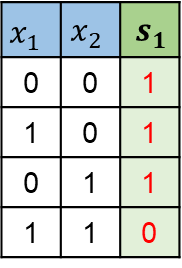 x₁ x₂ s₁
0 0 1
1 0 1
0 1 1
1 1 0